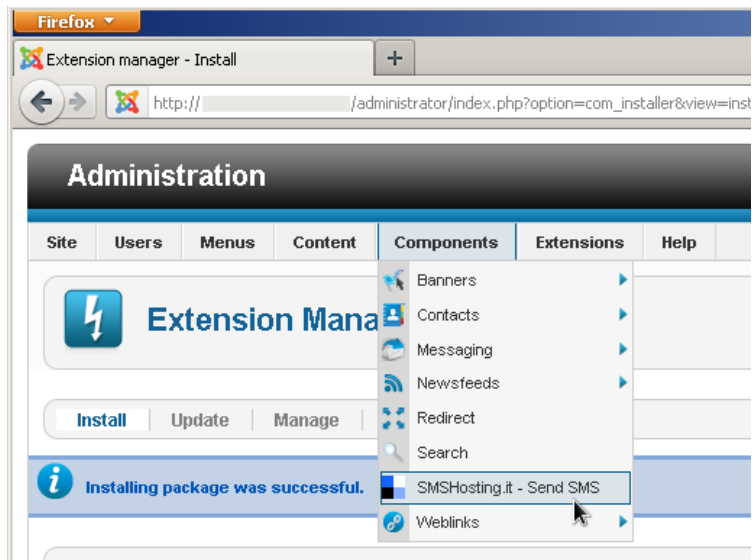 Firefox
Extension manager - Install
http:// /administrator/index.php?option=com_installer&view=inst
Administration
Site Users Menus Content Components Extensions Help
Banners
Extension Mana
Contacts
Messaging
Newsfeeds
Install Update Manage
Redirect
Search
Installing package was successful.
SMSHosting.it - Send SMS
Weblinks